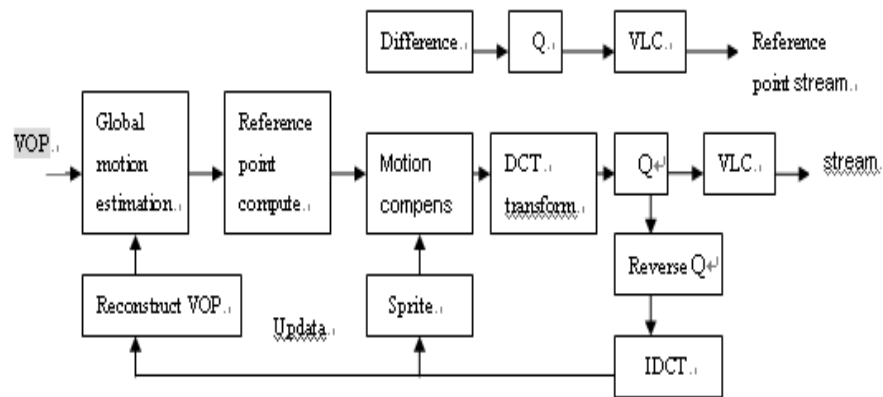 Difference
Q
VLC
Reference
point stream
VOP
Global
motion
estimation
Reference
point
compute
Motion
compens
DCT
transform
Q
VLC
stream
Reverse Q
Reconstruct VOP
Updata
Sprite
IDCT